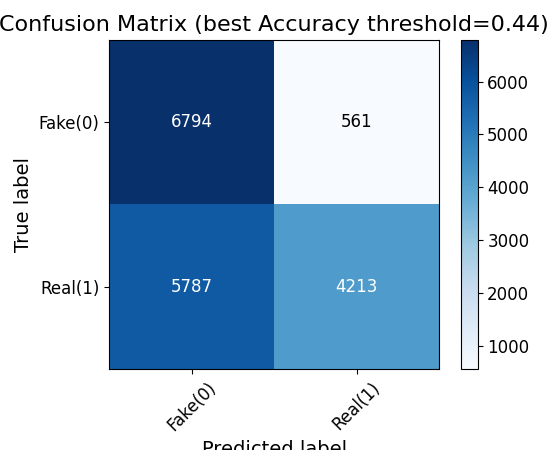 Confusion Matrix (best Accuracy threshold=0.44)
Fake(0)
6794
561
Real(1)
5787
4213
True label
Fake(0)
Real(1)
Predicted label
6000
5000
4000
3000
2000
1000